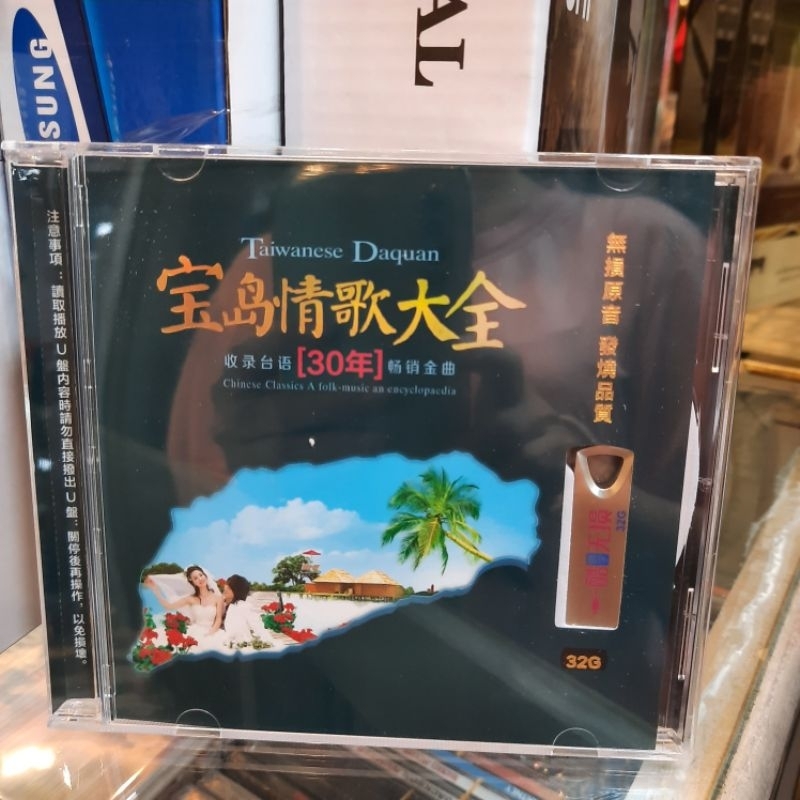 SUNG
AL
Taiwanese Daquan
宝岛情歌大全
收录台语[30年]畅销金曲
Chinese Classics A folk-music an encyclopaedia
無損原音 發燒品質
32G
32G
注意事項：讀取播放U盤内容時請勿直接撥出U盤；關停後再操作，以免損壞。